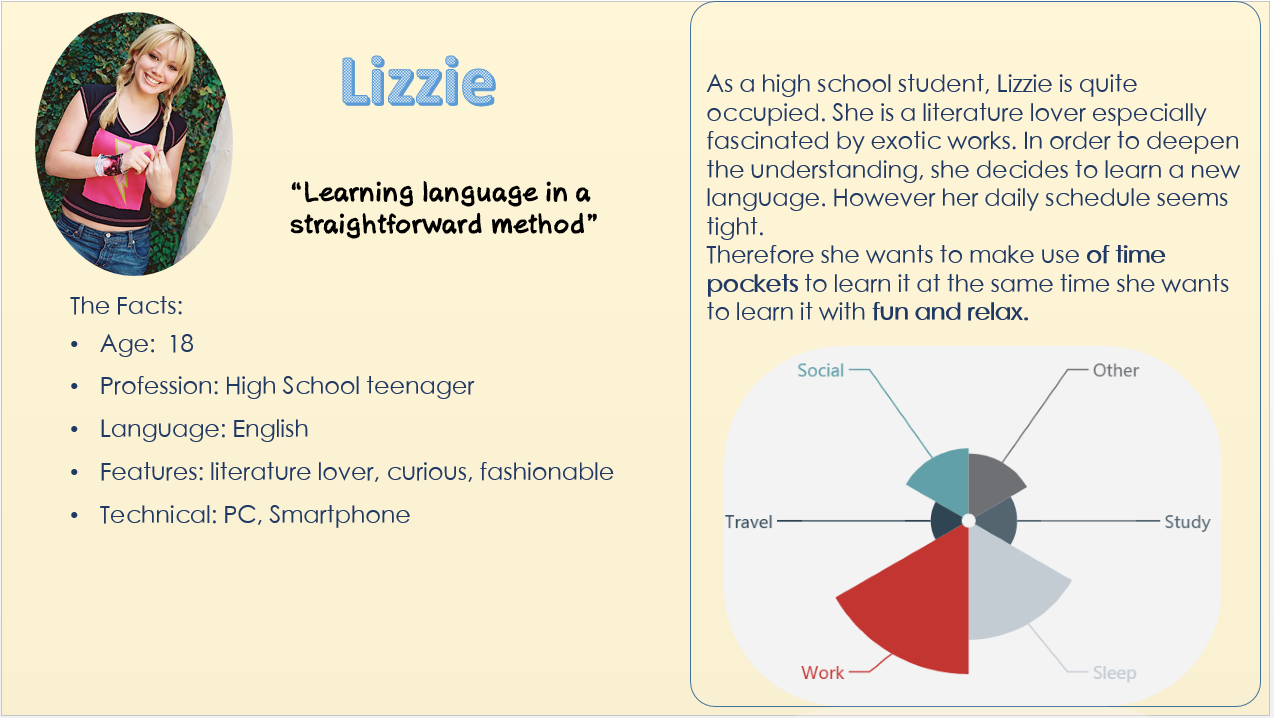 Lizzie
“Learning language in a
straightforward method”
The Facts:
• Age: 18
• Profession: High School teenager
• Language: English
• Features: literature lover, curious, fashionable
• Technical: PC, Smartphone
As a high school student, Lizzie is quite
occupied. She is a literature lover especially
fascinated by exotic works. In order to deepen
the understanding, she decides to learn a new
language. However her daily schedule seems
tight.
Therefore she wants to make use of time
pockets to learn it at the same time she wants
to learn it with fun and relax.
Social
Other
Travel
Study
Work
Sleep